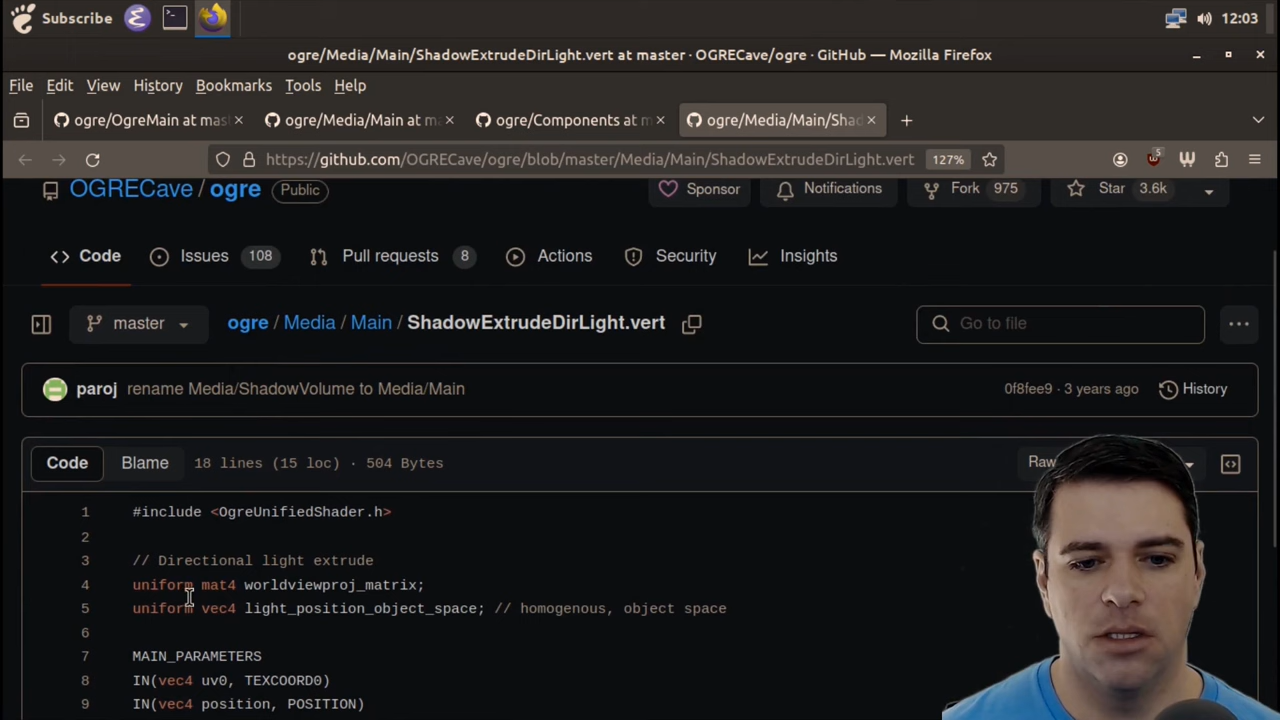 Subscribe
12:03
ogre/Media/Main/ShadowExtrudeDirLight.vert at master · OGRECave/ogre · GitHub — Mozilla Firefox
File Edit View History Bookmarks Tools Help
ogre/OgreMain at mas
ogre/Media/Main at m
ogre/Components at m
ogre/Media/Main/Shad
https://github.com/OGRECave/ogre/blob/master/Media/Main/ShadowExtrudeDirLight.vert
127%
5
OGRECave / ogre Public
Sponsor Notifications Fork 975 Star 3.6k
Code Issues 108 Pull requests 8 Actions Security Insights
master ogre / Media / Main / ShadowExtrudeDirLight.vert Go to file
paroj rename Media/ShadowVolume to Media/Main 0f8fee9 · 3 years ago History
Code Blame 18 lines (15 loc) · 504 Bytes Raw
1 #include <OgreUnifiedShader.h>
2
3 // Directional light extrude
4 uniform mat4 worldviewproj_matrix;
5 uniform vec4 light_position_object_space; // homogenous, object space
6
7 MAIN_PARAMETERS
8 IN(vec4 uv0, TEXCOORD0)
9 IN(vec4 position, POSITION)